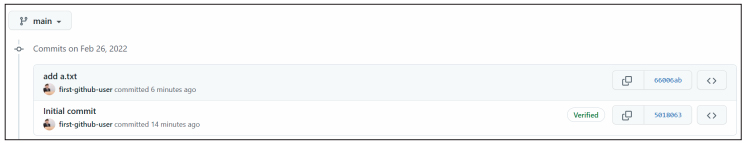 main
Commits on Feb 26, 2022
add a.txt
first-github-user committed 6 minutes ago
66006ab
Initial commit
first-github-user committed 14 minutes ago
Verified
5018063